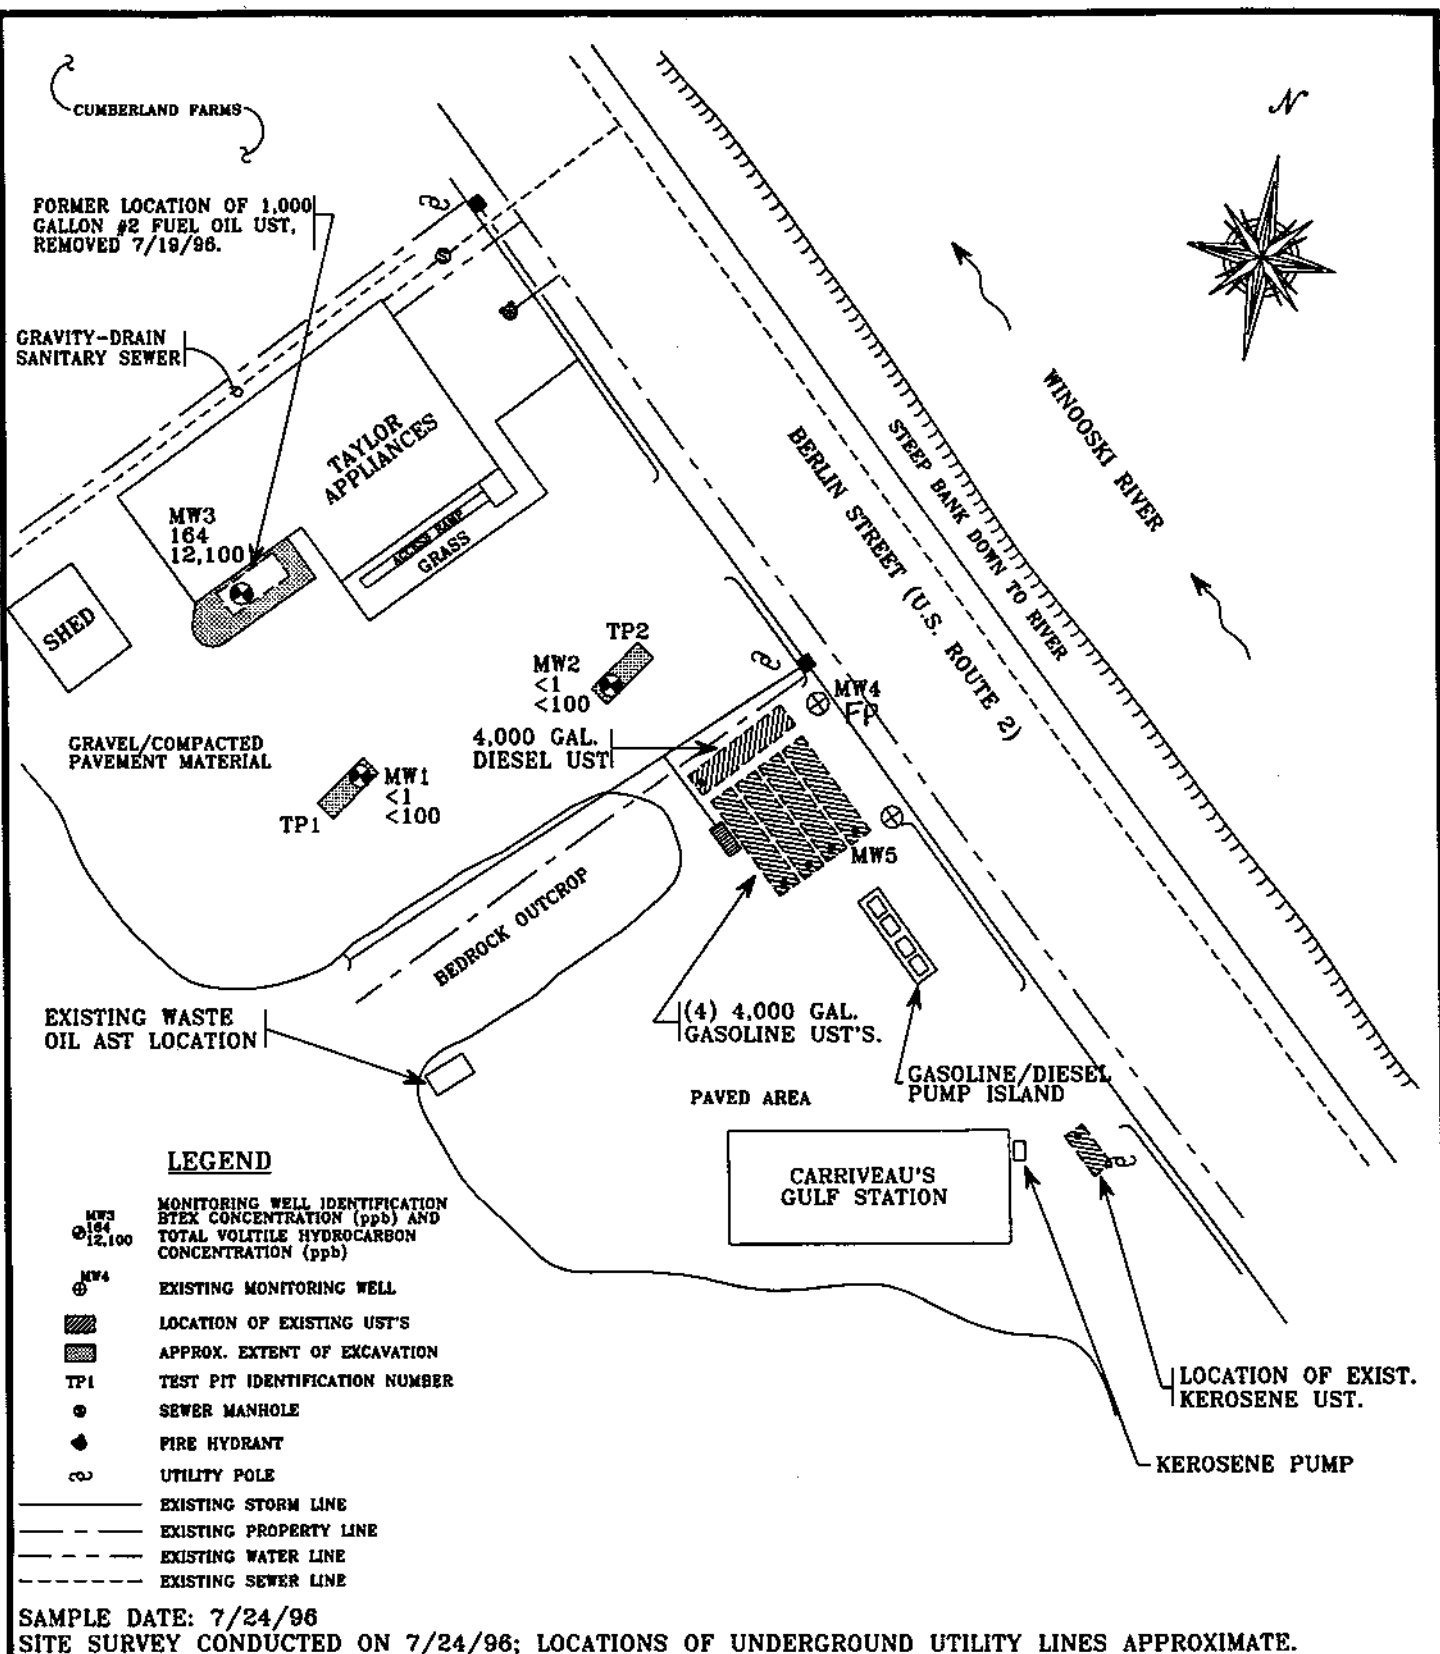 CUMBERLAND FARMS
N
FORMER LOCATION OF 1,000
GALLON #2 FUEL OIL UST,
REMOVED 7/19/96.
GRAVITY-DRAIN
SANITARY SEWER
TAYLOR
APPLIANCES
ACCESS RAMP
GRASS
MW3
164
12,100
SHED
WINOOSKI RIVER
STEEP BANK DOWN TO RIVER
BERLIN STREET (U.S. ROUTE 2)
TP2
MW2
<1
<100
MW4
FP
4,000 GAL.
DIESEL UST
GRAVEL/COMPACTED
PAVEMENT MATERIAL
MW1
<1
<100
TP1
MW5
BEDROCK OUTCROP
(4) 4,000 GAL.
GASOLINE UST'S.
EXISTING WASTE
OIL AST LOCATION
GASOLINE/DIESEL
PUMP ISLAND
PAVED AREA
CARRIVEAU'S
GULF STATION
LOCATION OF EXIST.
KEROSENE UST.
KEROSENE PUMP
LEGEND
MW3
164
12,100
MONITORING WELL IDENTIFICATION
BTEX CONCENTRATION (ppb) AND
TOTAL VOLITILE HYDROCARBON
CONCENTRATION (ppb)
MW4
EXISTING MONITORING WELL
LOCATION OF EXISTING UST'S
APPROX. EXTENT OF EXCAVATION
TP1 TEST PIT IDENTIFICATION NUMBER
S SEWER MANHOLE
FIRE HYDRANT
UTILITY POLE
EXISTING STORM LINE
EXISTING PROPERTY LINE
EXISTING WATER LINE
EXISTING SEWER LINE
SAMPLE DATE: 7/24/96
SITE SURVEY CONDUCTED ON 7/24/96; LOCATIONS OF UNDERGROUND UTILITY LINES APPROXIMATE.